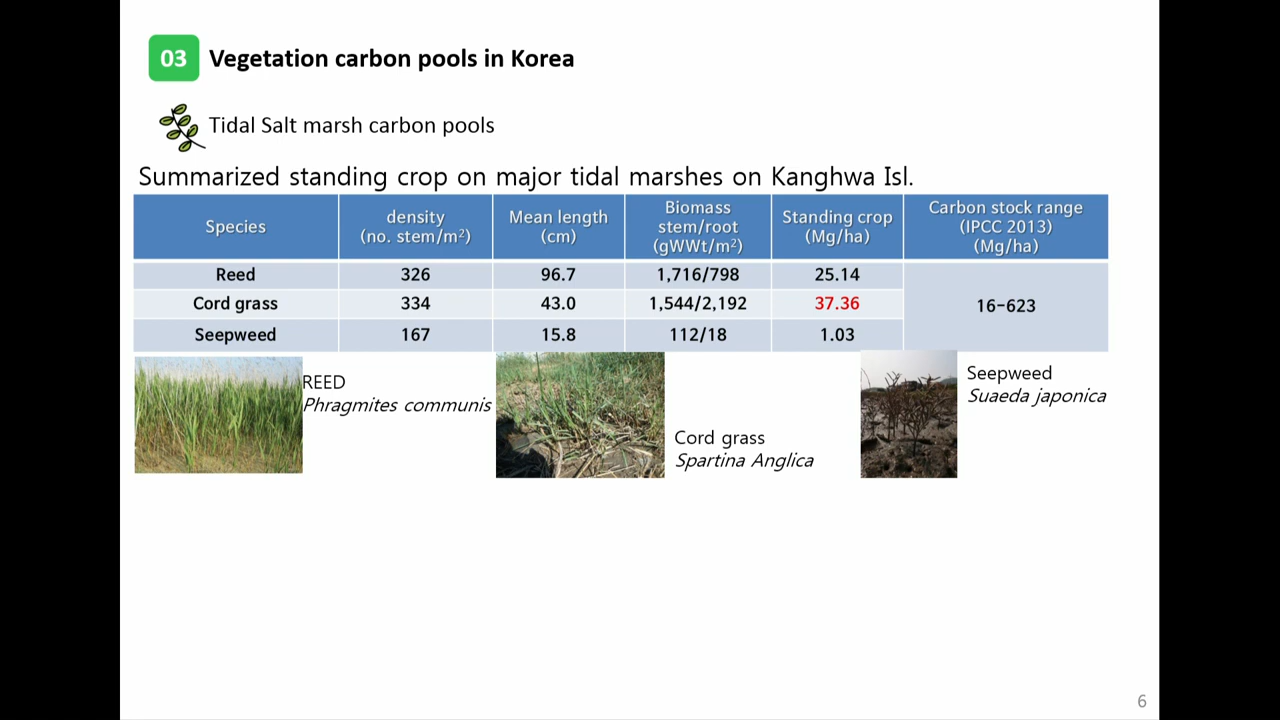 03 Vegetation carbon pools in Korea
Tidal Salt marsh carbon pools
Summarized standing crop on major tidal marshes on Kanghwa Isl.
Species
density
(no. stem/m²)
Mean length
(cm)
Biomass
stem/root
(gWWt/m²)
Standing crop
(Mg/ha)
Carbon stock range
(IPCC 2013)
(Mg/ha)
Reed 326 96.7 1,716/798 25.14
Cord grass 334 43.0 1,544/2,192 37.36
Seepweed 167 15.8 112/18 1.03
16-623
REED
Phragmites communis
Cord grass
Spartina Anglica
Seepweed
Suaeda japonica
6